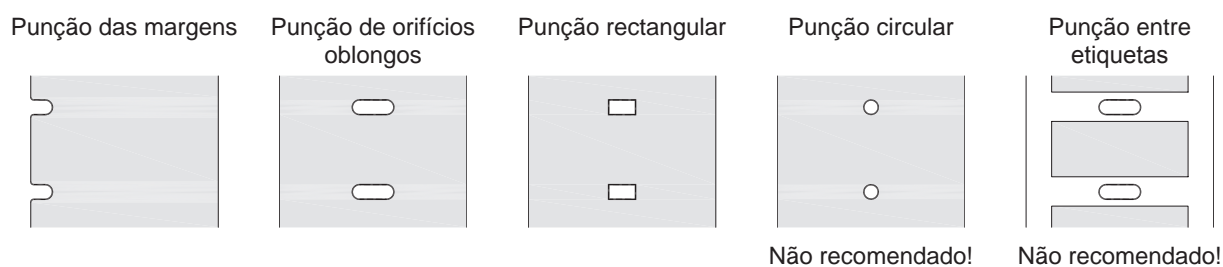 Punção das margens
Punção de orifícios
oblongos
Punção rectangular
Punção circular
Punção entre
etiquetas
Não recomendado!
Não recomendado!